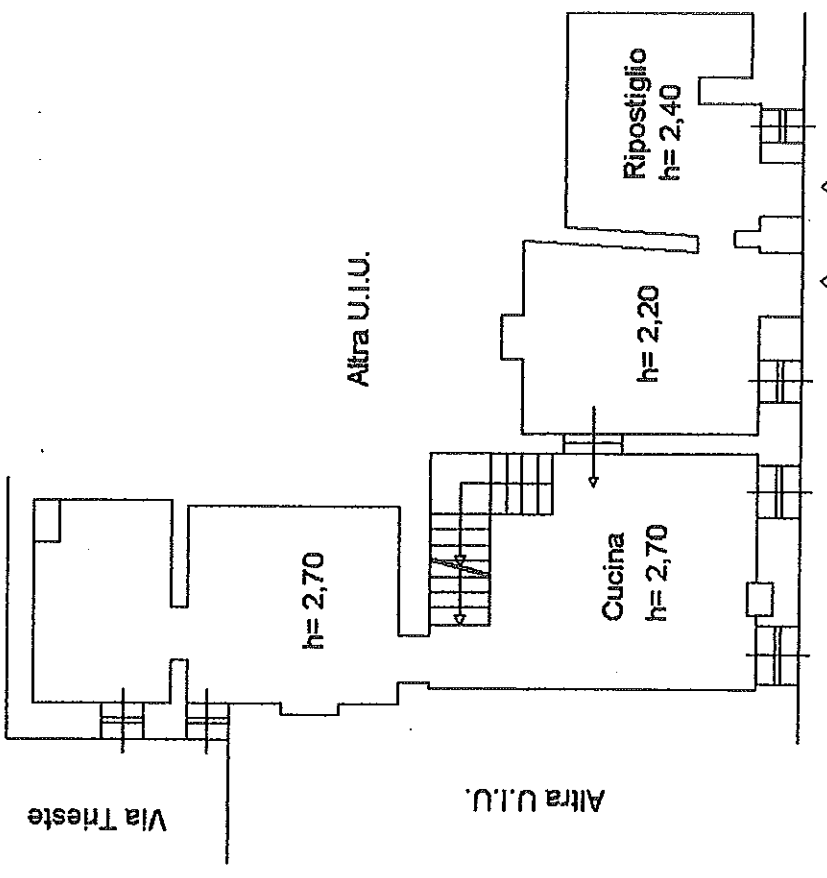 Ripostiglio
h= 2,40
Altra U.I.U.
h= 2,20
h= 2,70
Cucina
h= 2,70
Via Trieste
Altra U.I.U.